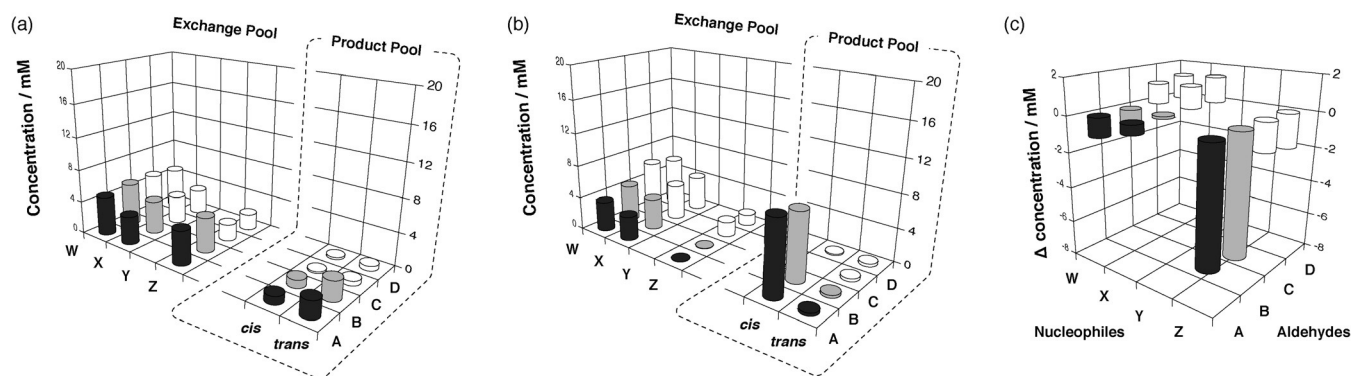 (a)
Exchange Pool
Product Pool
Concentration / mM
20
16
12
8
4
0
20
16
12
8
4
0
W
X
Y
Z
cis
trans
A
B
C
D
(b)
Exchange Pool
Product Pool
Concentration / mM
20
16
12
8
4
0
20
16
12
8
4
0
W
X
Y
Z
cis
trans
A
B
C
D
(c)
Δ concentration / mM
2
0
-2
-4
-6
-8
2
0
-2
-4
-6
-8
W
X
Y
Z
A
B
C
D
Nucleophiles
Aldehydes